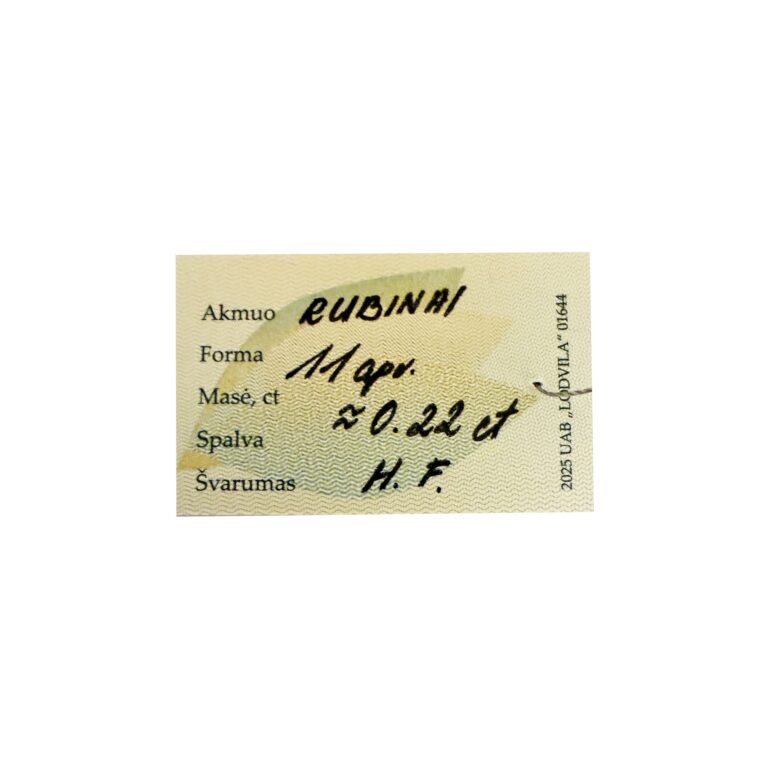 Akmuo RUBINAI
Forma 11 apv.
Masė, ct ≈ 0.22 ct
Spalva
Švarumas H. F.
2025 UAB „LODVILA“ 01644